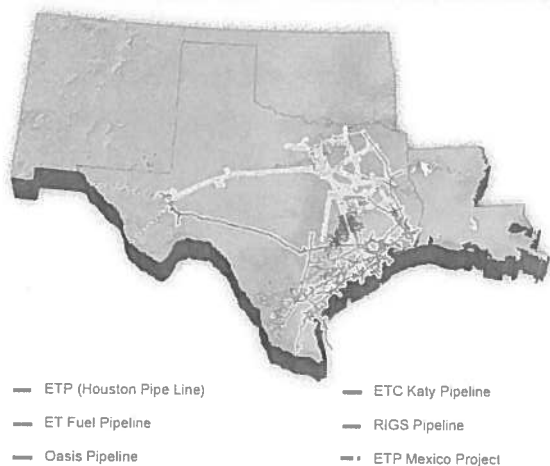 ETP (Houston Pipe Line)
ET Fuel Pipeline
Oasis Pipeline
ETC Katy Pipeline
RIGS Pipeline
ETP Mexico Project